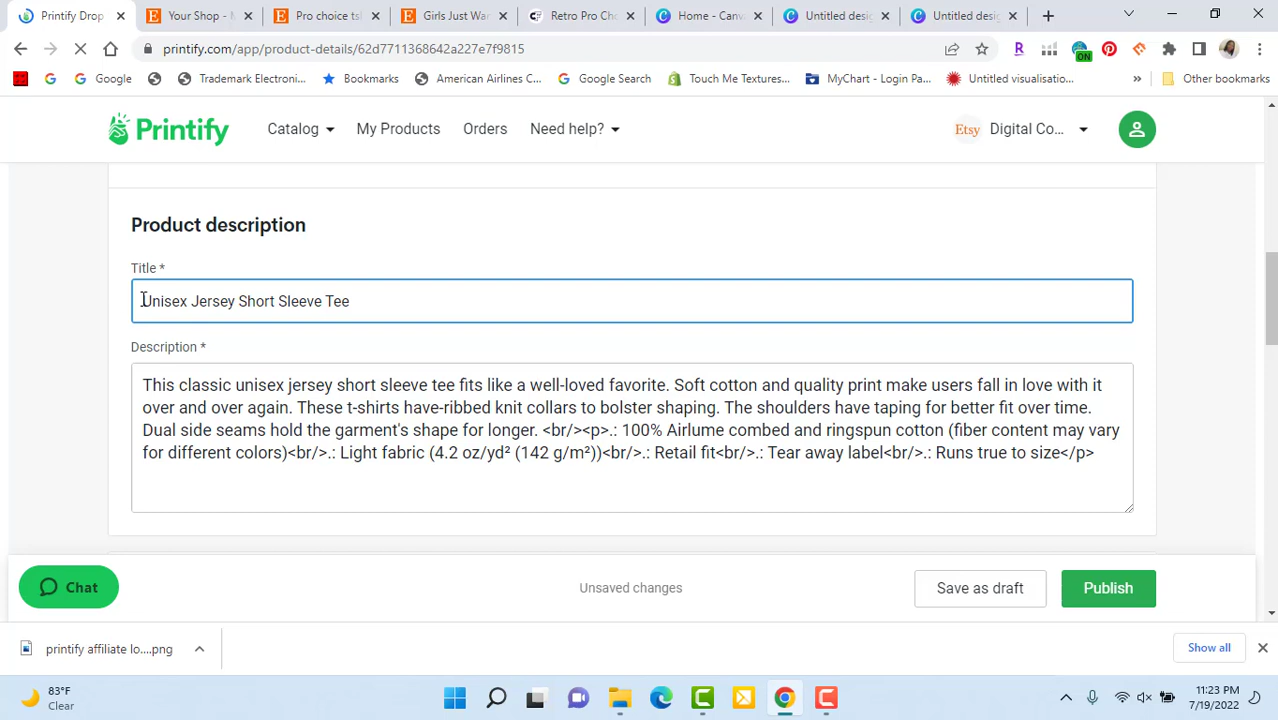 Printify Drop
Your Shop - M
Pro choice tsh
Girls Just Wa
Retro Pro Cho
Home - Canv
Untitled desig
Untitled desig
printify.com/app/product-details/62d7711368642a227e7f9815
ON
Google
Trademark Electroni...
Bookmarks
American Airlines C...
Google Search
Touch Me Textures...
MyChart - Login Pa...
Untitled visualisatio...
Other bookmarks
Printify
Catalog
My Products
Orders
Need help?
Etsy
Digital Co...
Product description
Title *
Unisex Jersey Short Sleeve Tee
Description *
This classic unisex jersey short sleeve tee fits like a well-loved favorite. Soft cotton and quality print make users fall in love with it
over and over again. These t-shirts have-ribbed knit collars to bolster shaping. The shoulders have taping for better fit over time.
Dual side seams hold the garment's shape for longer. <br/><p>.: 100% Airlume combed and ringspun cotton (fiber content may vary
for different colors)<br/>.: Light fabric (4.2 oz/yd² (142 g/m²))<br/>.: Retail fit<br/>.: Tear away label<br/>.: Runs true to size</p>
Chat
Unsaved changes
Save as draft
Publish
printify affiliate lo....png
Show all
83°F
Clear
11:23 PM
7/19/2022